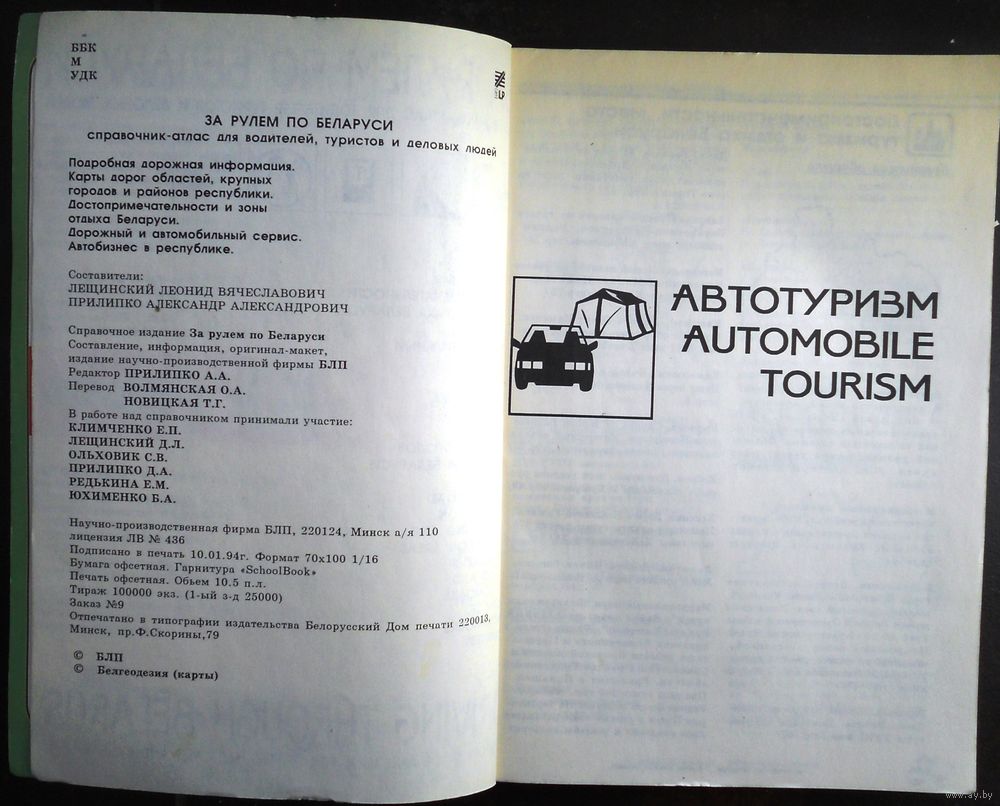 ББК
М
УДК
ЗА РУЛЕМ ПО БЕЛАРУСИ
справочник-атлас для водителей, туристов и деловых людей
Подробная дорожная информация.
Карты дорог областей, крупных
городов и районов республики.
Достопримечательности и зоны
отдыха Беларуси.
Дорожный и автомобильный сервис.
Автобизнес в республике.
Составители:
ЛЕЩИНСКИЙ ЛЕОНИД ВЯЧЕСЛАВОВИЧ
ПРИЛИПКО АЛЕКСАНДР АЛЕКСАНДРОВИЧ
Справочное издание За рулем по Беларуси
Составление, информация, оригинал-макет,
издание научно-производственной фирмы БЛП
Редактор ПРИЛИПКО А.А.
Перевод ВОЛМЯНСКАЯ О.А.
НОВИЦКАЯ Т.Г.
В работе над справочником принимали участие:
КЛИМЧЕНКО Е.П.
ЛЕЩИНСКИЙ Д.Л.
ОЛЬХОВИК С.В.
ПРИЛИПКО Д.А.
РЕДЬКИНА Е.М.
ЮХИМЕНКО Б.А.
Научно-производственная фирма БЛП, 220124, Минск а/я 110
лицензия ЛВ № 436
Подписано в печать 10.01.94г. Формат 70х100 1/16
Бумага офсетная. Гарнитура «SchoolBook»
Печать офсетная. Обьем 10.5 п.л.
Тираж 100000 экз. (1-ый з-д 25000)
Заказ №9
Отпечатано в типографии издательства Белорусский Дом печати 220013,
Минск, пр.Ф.Скорины,79
© БЛП
© Белгеодезия (карты)
АВТОТУРИЗМ
AUTOMOBILE
TOURISM
www.ay.by